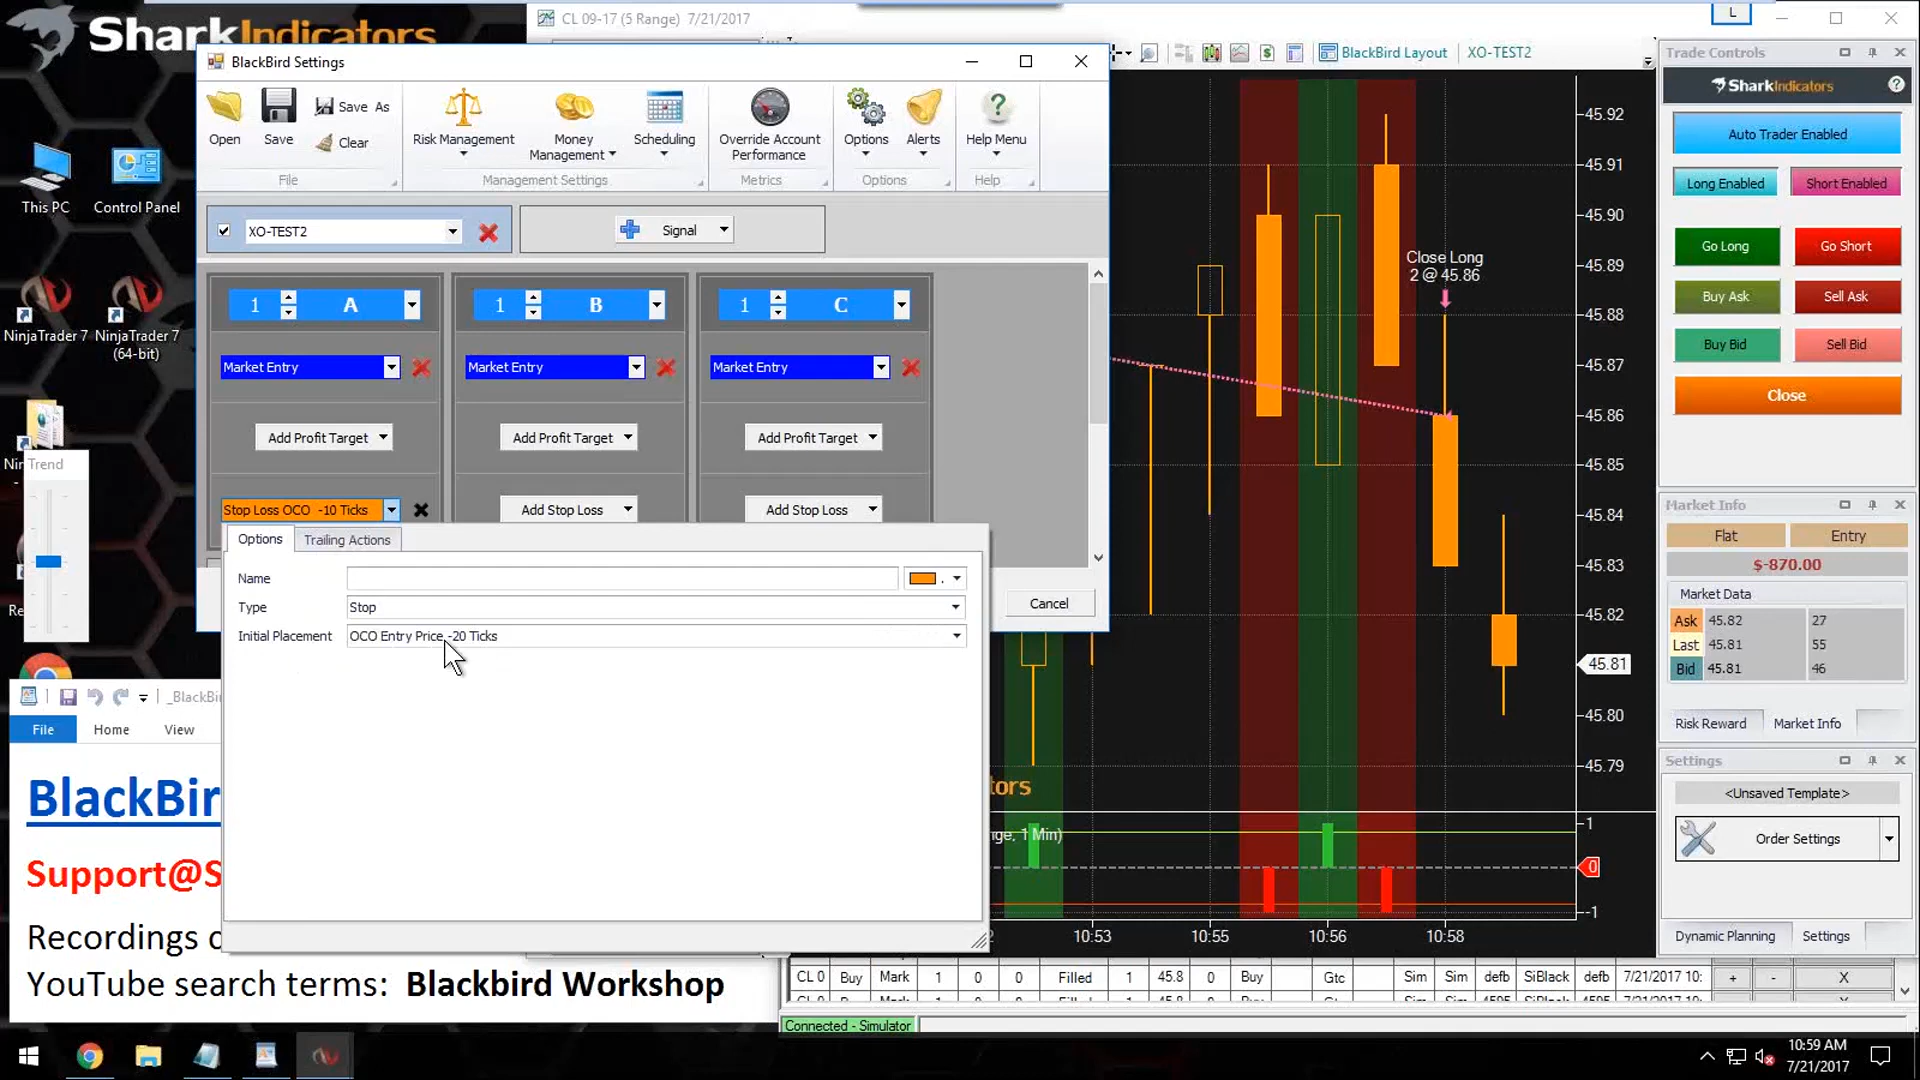 SharkIndicators
CL 09-17 (5 Range) 7/21/2017
L
BlackBird Settings
BlackBird Layout
XO-TEST2
Trade Controls
SharkIndicators
Open
Save
Save As
Clear
File
Risk Management
Money Management
Scheduling
Management Settings
Override Account Performance
Metrics
Options
Alerts
Options
Help Menu
Help
Auto Trader Enabled
Long Enabled
Short Enabled
Go Long
Go Short
Buy Ask
Sell Ask
Buy Bid
Sell Bid
Close
This PC
Control Panel
NinjaTrader 7
NinjaTrader 7 (64-bit)
XO-TEST2
Signal
1 A
1 B
1 C
Market Entry
Market Entry
Market Entry
Add Profit Target
Add Profit Target
Add Profit Target
Stop Loss OCO -10 Ticks
Add Stop Loss
Add Stop Loss
Options
Trailing Actions
Name
.
Type
Stop
Initial Placement
OCO Entry Price -20 Ticks
Cancel
Close Long
2 @ 45.86
45.92
45.91
45.90
45.89
45.88
45.87
45.86
45.85
45.84
45.83
45.82
45.81
45.80
45.79
tors
nge, 1 Min)
1
0
-1
10:53
10:55
10:56
10:58
Market Info
Flat
Entry
$-870.00
Market Data
Ask 45.82 27
Last 45.81 55
Bid 45.81 46
Risk Reward
Market Info
Settings
<Unsaved Template>
Order Settings
Dynamic Planning
Settings
Trend
Nin
Re
_BlackBi
File
Home
View
BlackBir
Support@S
Recordings o
YouTube search terms: Blackbird Workshop
CL 0 Buy Mark 1 0 0 Filled 1 45.8 0 Buy Gtc Sim Sim defb SiBlack defb 7/21/2017 10: + - X
Connected - Simulator
10:59 AM
7/21/2017